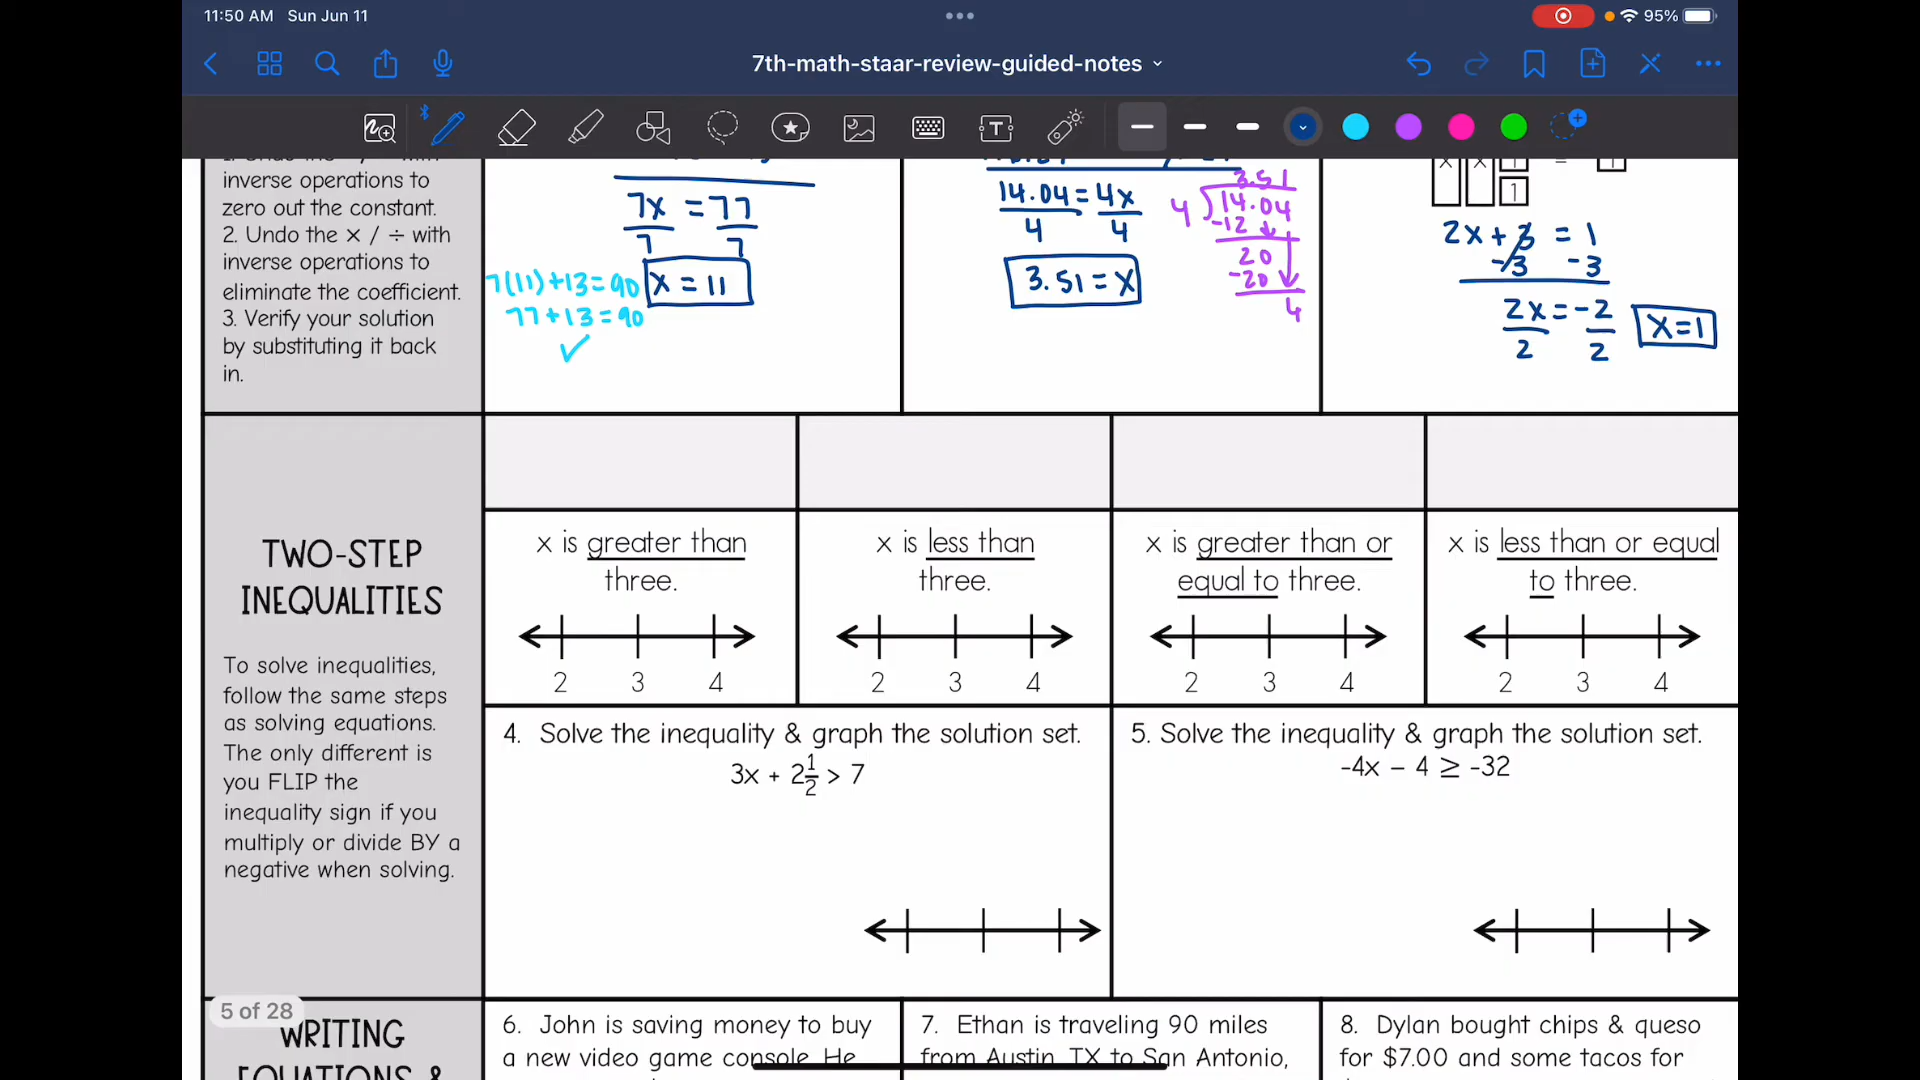 11:50 AM Sun Jun 11
95%
7th-math-staar-review-guided-notes
inverse operations to
zero out the constant.
2. Undo the × / ÷ with
inverse operations to
eliminate the coefficient.
3. Verify your solution
by substituting it back
in.
7x = 77
7 7
x = 11
7(11)+13=90
77+13=90
✓
14.04 = 4x
4 4
3.51 = x
3.51
4 14.04
-12
20
-20
4
x x 1 = 1
1
2x + 3 = 1
-3 -3
2x = -2
2 2
x=1
TWO-STEP
INEQUALITIES
To solve inequalities,
follow the same steps
as solving equations.
The only different is
you FLIP the
inequality sign if you
multiply or divide BY a
negative when solving.
x is greater than
three.
2 3 4
x is less than
three.
2 3 4
x is greater than or
equal to three.
2 3 4
x is less than or equal
to three.
2 3 4
4. Solve the inequality & graph the solution set.
3x + 2½ > 7
5. Solve the inequality & graph the solution set.
-4x – 4 ≥ -32
5 of 28
WRITING
EQUATIONS &
6. John is saving money to buy
a new video game console. He
7. Ethan is traveling 90 miles
from Austin, TX to San Antonio,
8. Dylan bought chips & queso
for $7.00 and some tacos for